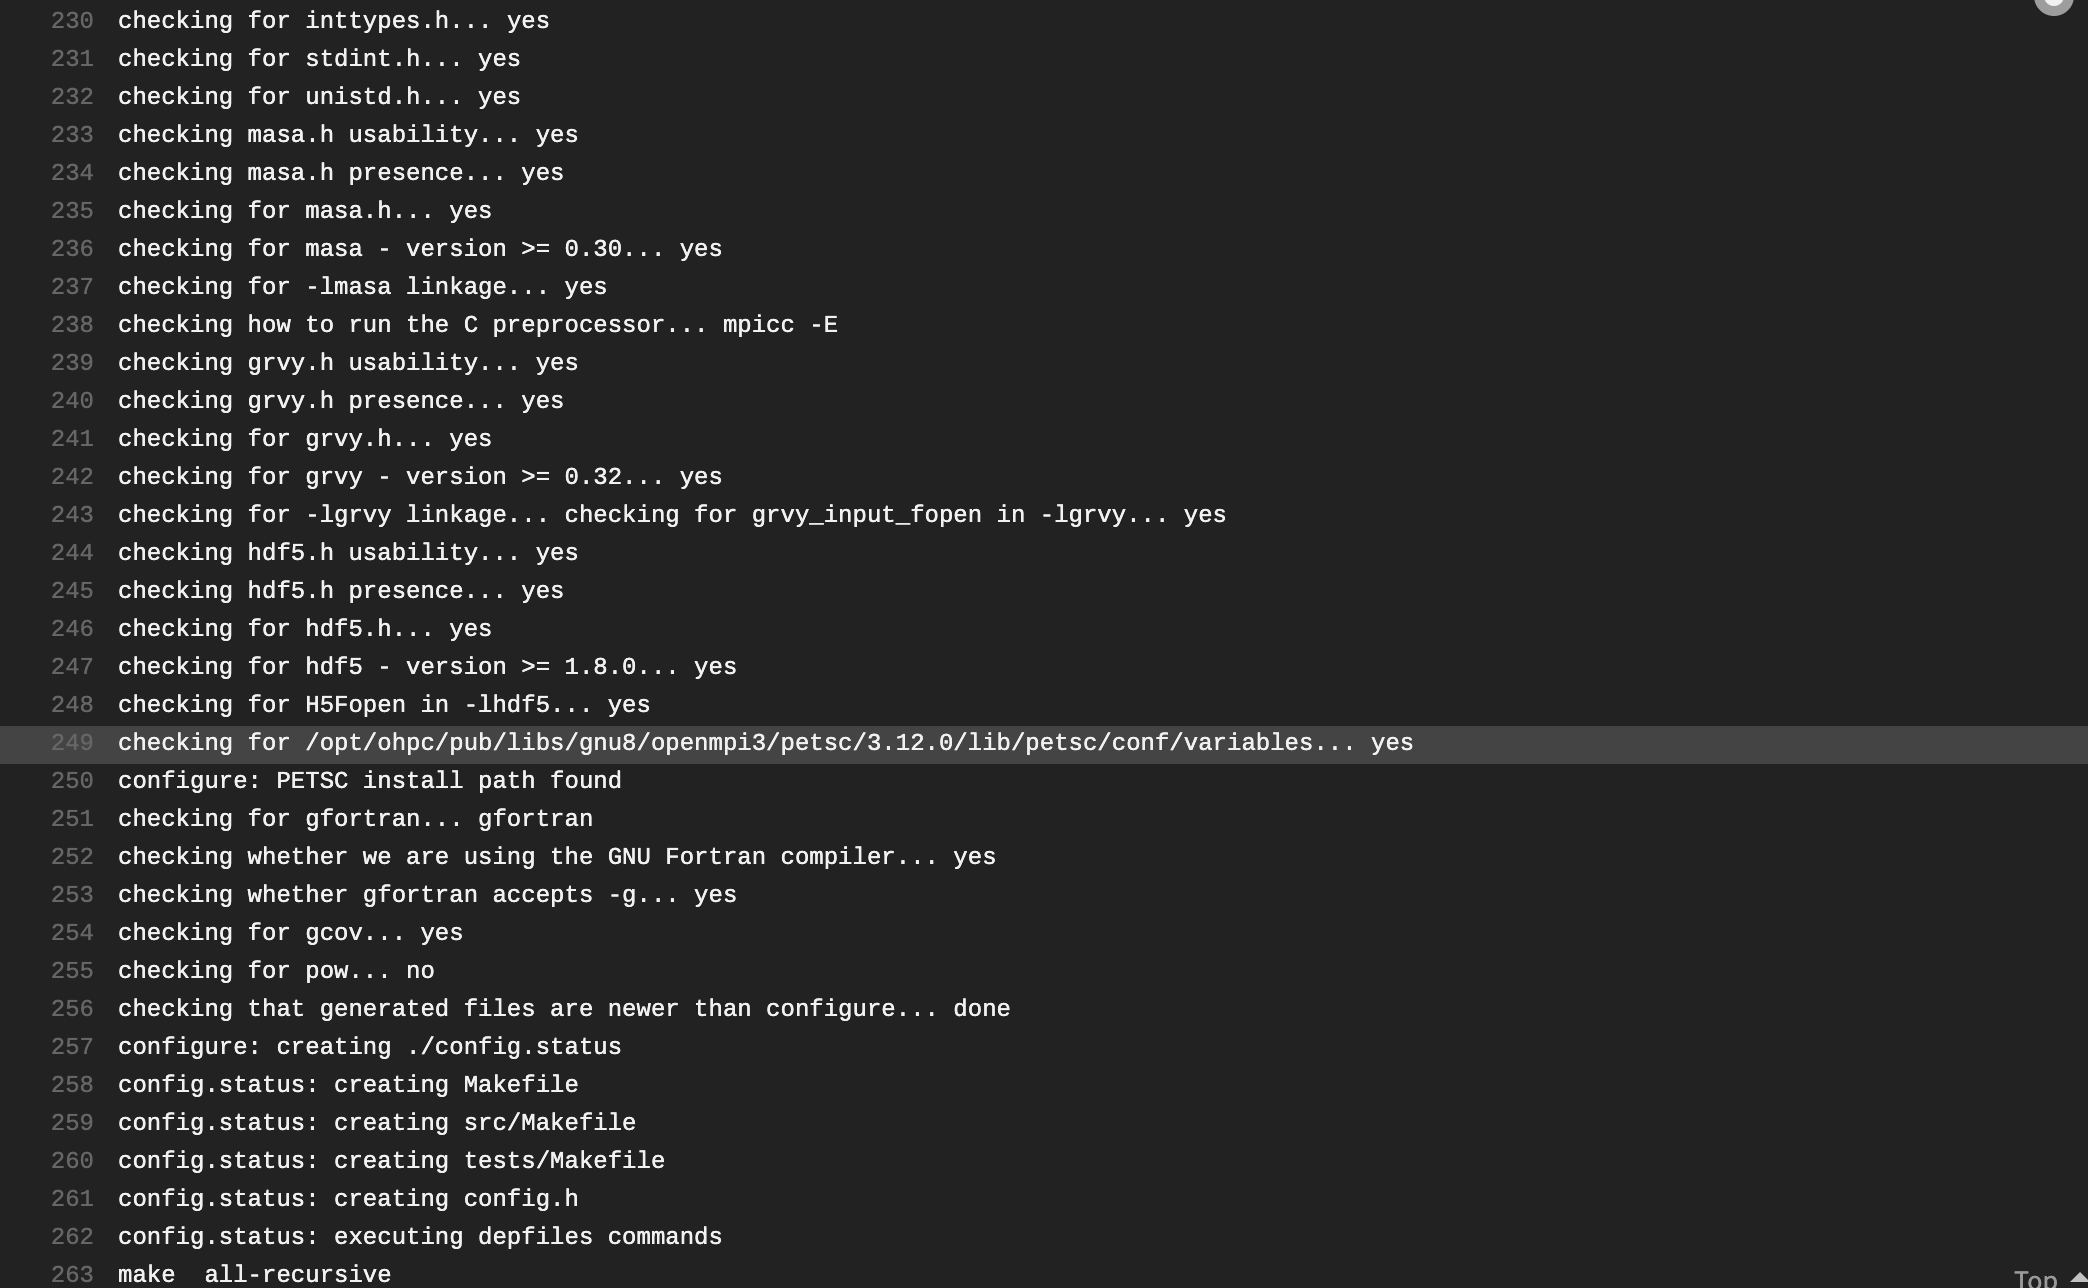 230 checking for inttypes.h... yes
231 checking for stdint.h... yes
232 checking for unistd.h... yes
233 checking masa.h usability... yes
234 checking masa.h presence... yes
235 checking for masa.h... yes
236 checking for masa - version >= 0.30... yes
237 checking for -lmasa linkage... yes
238 checking how to run the C preprocessor... mpicc -E
239 checking grvy.h usability... yes
240 checking grvy.h presence... yes
241 checking for grvy.h... yes
242 checking for grvy - version >= 0.32... yes
243 checking for -lgrvy linkage... checking for grvy_input_fopen in -lgrvy... yes
244 checking hdf5.h usability... yes
245 checking hdf5.h presence... yes
246 checking for hdf5.h... yes
247 checking for hdf5 - version >= 1.8.0... yes
248 checking for H5Fopen in -lhdf5... yes
249 checking for /opt/ohpc/pub/libs/gnu8/openmpi3/petsc/3.12.0/lib/petsc/conf/variables... yes
250 configure: PETSC install path found
251 checking for gfortran... gfortran
252 checking whether we are using the GNU Fortran compiler... yes
253 checking whether gfortran accepts -g... yes
254 checking for gcov... yes
255 checking for pow... no
256 checking that generated files are newer than configure... done
257 configure: creating ./config.status
258 config.status: creating Makefile
259 config.status: creating src/Makefile
260 config.status: creating tests/Makefile
261 config.status: creating config.h
262 config.status: executing depfiles commands
263 make  all-recursive
Top